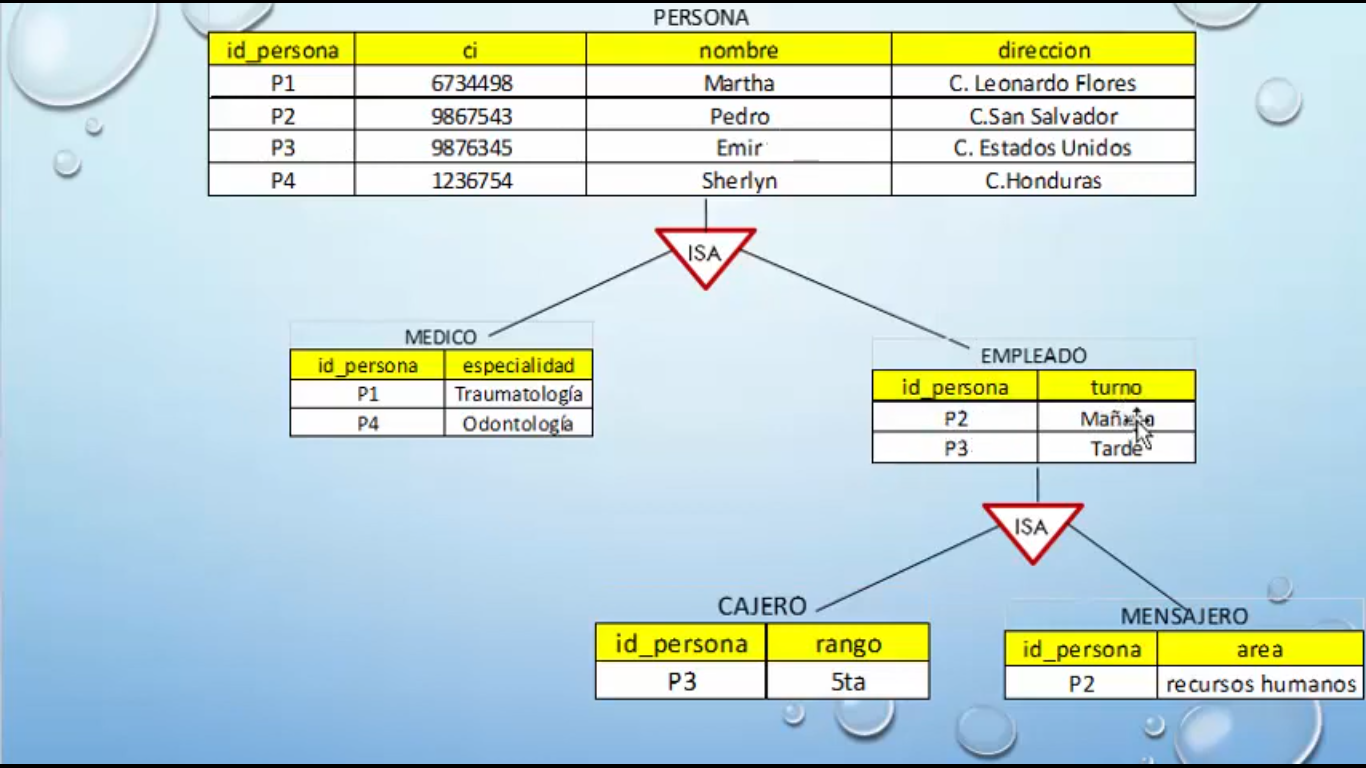 PERSONA
id_persona ci nombre direccion
P1 6734498 Martha C. Leonardo Flores
P2 9867543 Pedro C.San Salvador
P3 9876345 Emir C. Estados Unidos
P4 1236754 Sherlyn C.Honduras
ISA
MEDICO
id_persona especialidad
P1 Traumatología
P4 Odontología
EMPLEADO
id_persona turno
P2
P3 Tarde
ISA
CAJERO
id_persona rango
P3 5ta
MENSAJERO
id_persona area
P2 recursos humanos